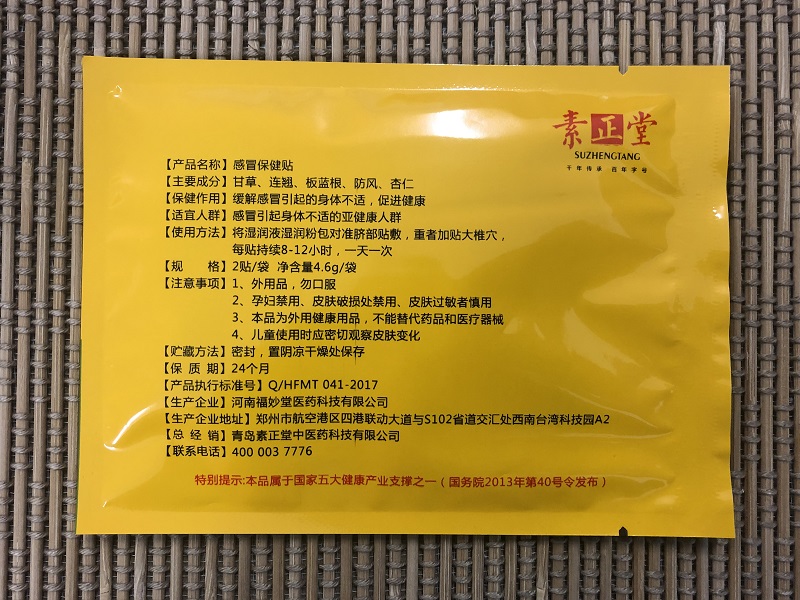 素正堂
SUZHENGTANG
千年传承 百年字号
【产品名称】感冒保健贴
【主要成分】甘草、连翘、板蓝根、防风、杏仁
【保健作用】缓解感冒引起的身体不适，促进健康
【适宜人群】感冒引起身体不适的亚健康人群
【使用方法】将湿润液湿润粉包对准脐部贴敷，重者加贴大椎穴，
每贴持续8-12小时，一天一次
【规 格】2贴/袋 净含量4.6g/袋
【注意事项】1、外用品，勿口服
2、孕妇禁用、皮肤破损处禁用、皮肤过敏者慎用
3、本品为外用健康用品，不能替代药品和医疗器械
4、儿童使用时应密切观察皮肤变化
【贮藏方法】密封，置阴凉干燥处保存
【保 质 期】24个月
【产品执行标准号】Q/HFMT 041-2017
【生产企业】河南福妙堂医药科技有限公司
【生产企业地址】郑州市航空港区四港联动大道与S102省道交汇处西南台湾科技园A2
【总 经 销】青岛素正堂中医药科技有限公司
【联系电话】400 003 7776
特别提示:本品属于国家五大健康产业支撑之一（国务院2013年第40号令发布）